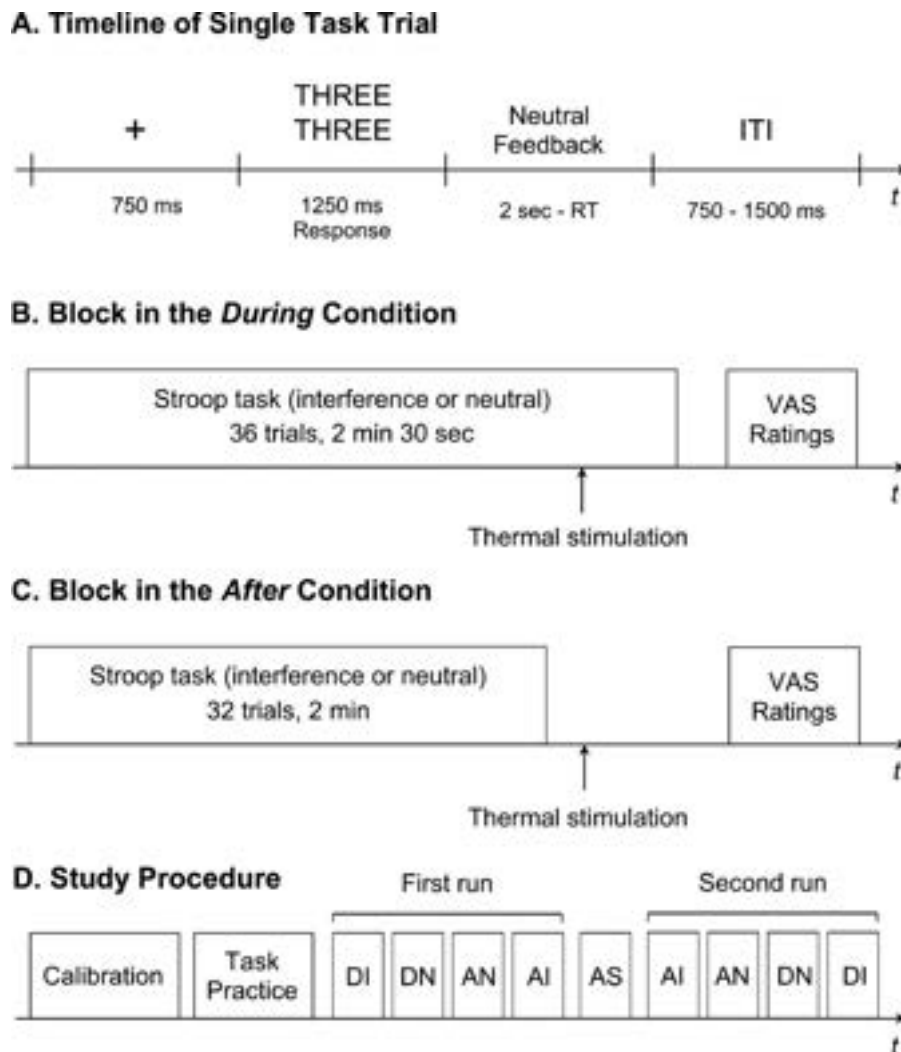 A. Timeline of Single Task Trial
THREE
+ THREE Neutral Feedback ITI
t
750 ms 1250 ms Response 2 sec - RT 750 - 1500 ms
B. Block in the During Condition
Stroop task (interference or neutral)
36 trials, 2 min 30 sec
VAS
Ratings
t
Thermal stimulation
C. Block in the After Condition
Stroop task (interference or neutral)
32 trials, 2 min
VAS
Ratings
t
Thermal stimulation
D. Study Procedure
First run Second run
Calibration
Task
Practice
DI DN AN AI AS AI AN DN DI
t